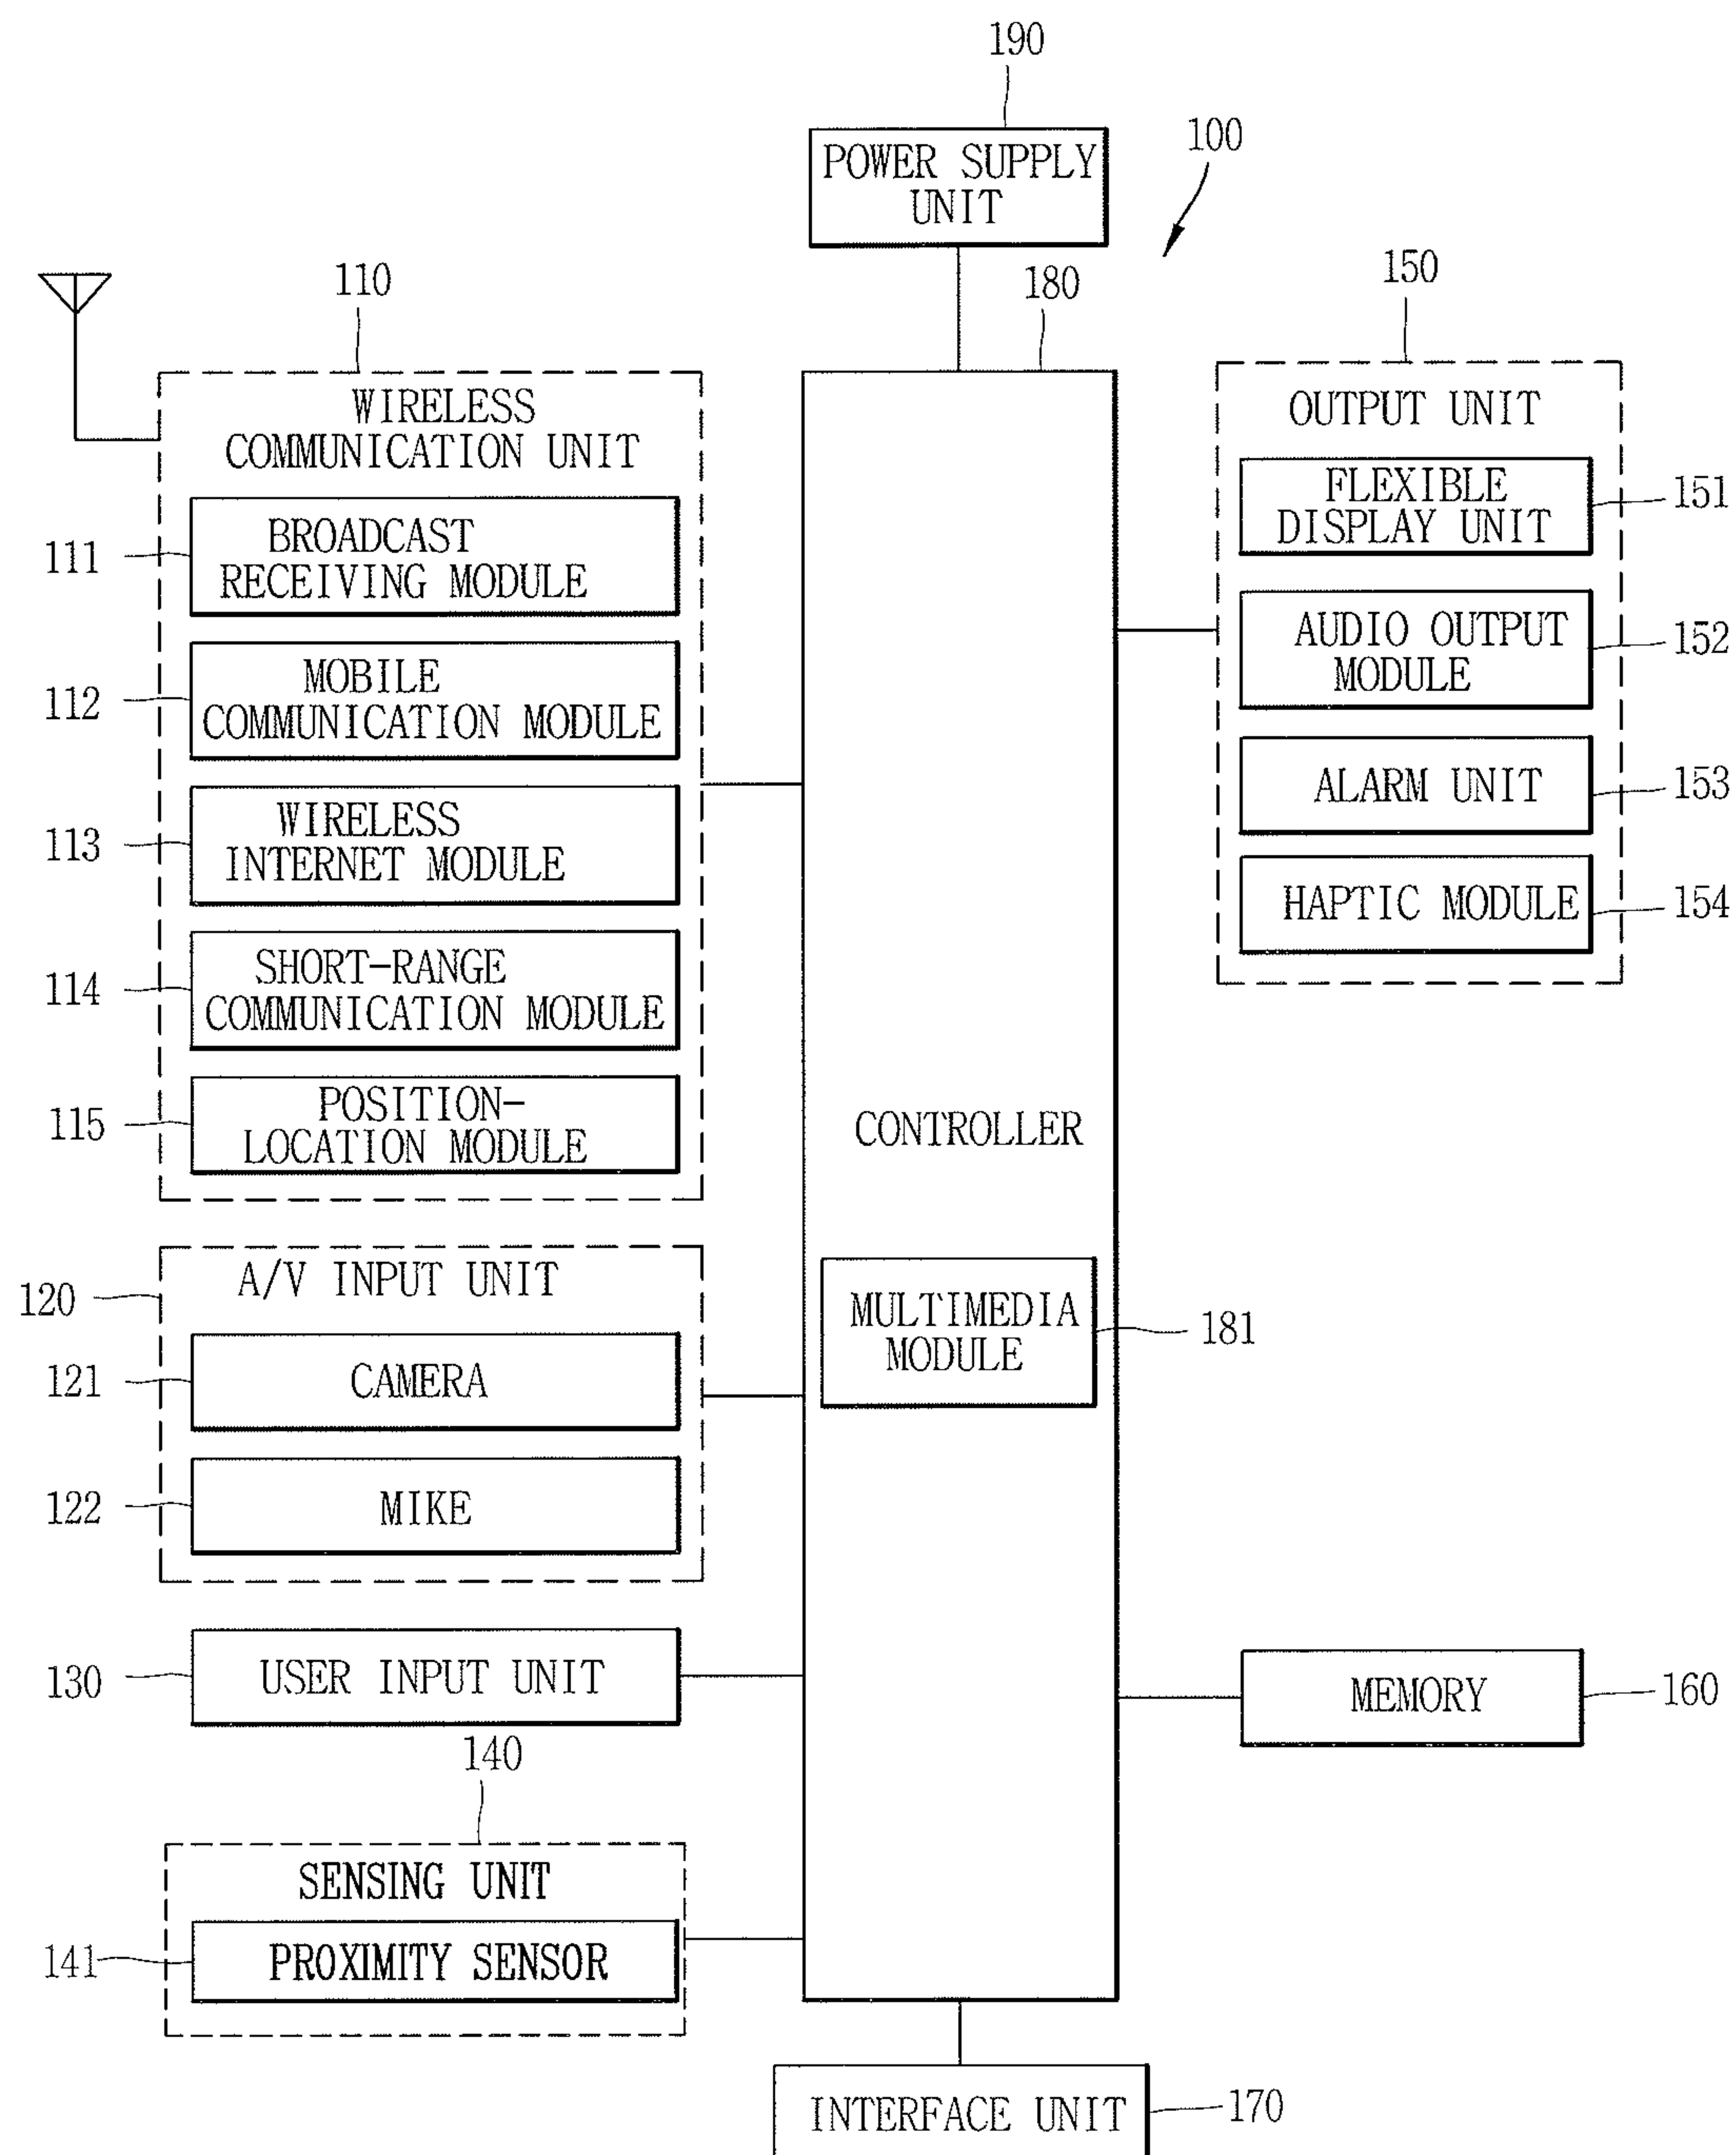 190
POWER SUPPLY
UNIT
100
110
WIRELESS
COMMUNICATION UNIT
111
BROADCAST
RECEIVING MODULE
112
MOBILE
COMMUNICATION MODULE
113
WIRELESS
INTERNET MODULE
114
SHORT-RANGE
COMMUNICATION MODULE
115
POSITION-
LOCATION MODULE
120
A/V INPUT UNIT
121
CAMERA
122
MIKE
130
USER INPUT UNIT
140
SENSING UNIT
141
PROXIMITY SENSOR
180
CONTROLLER
MULTIMEDIA
MODULE
181
150
OUTPUT UNIT
FLEXIBLE
DISPLAY UNIT
151
AUDIO OUTPUT
MODULE
152
ALARM UNIT
153
HAPTIC MODULE
154
MEMORY
160
INTERFACE UNIT
170